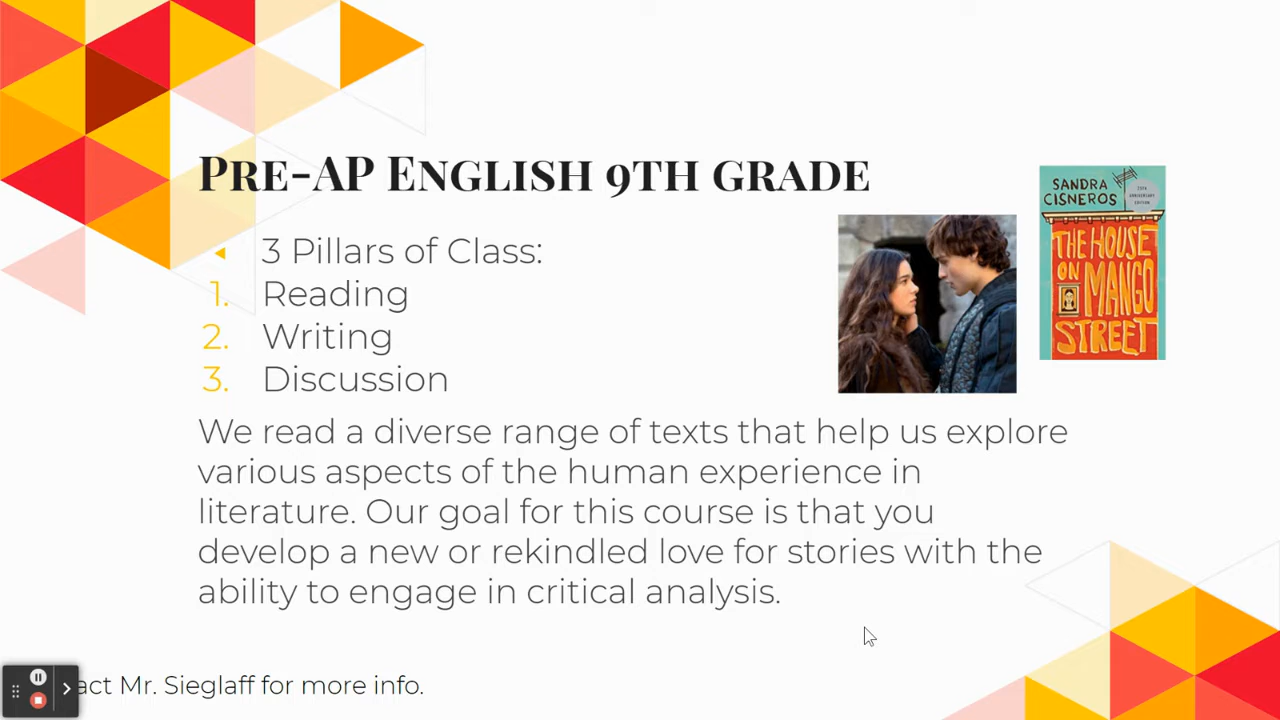 Pre-AP English 9th grade
SANDRA
CISNEROS
THE HOUSE
ON
MANGO
STREET
3 Pillars of Class:
1. Reading
2. Writing
3. Discussion
We read a diverse range of texts that help us explore
various aspects of the human experience in
literature. Our goal for this course is that you
develop a new or rekindled love for stories with the
ability to engage in critical analysis.
Mr. Sieglaff for more info.